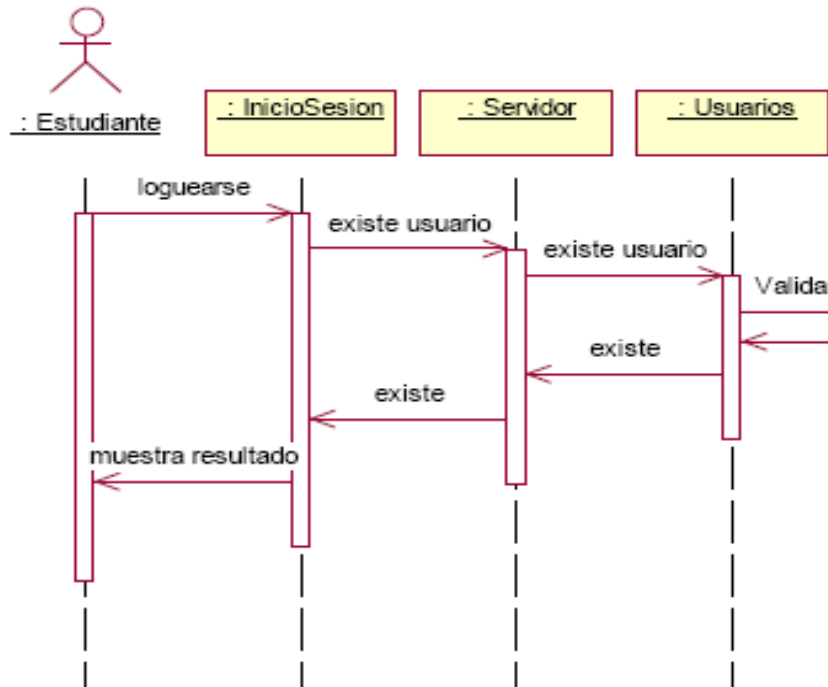 : Estudiante
: InicioSesion
: Servidor
: Usuarios
loguearse
existe usuario
existe usuario
Valida
existe
existe
muestra resultado